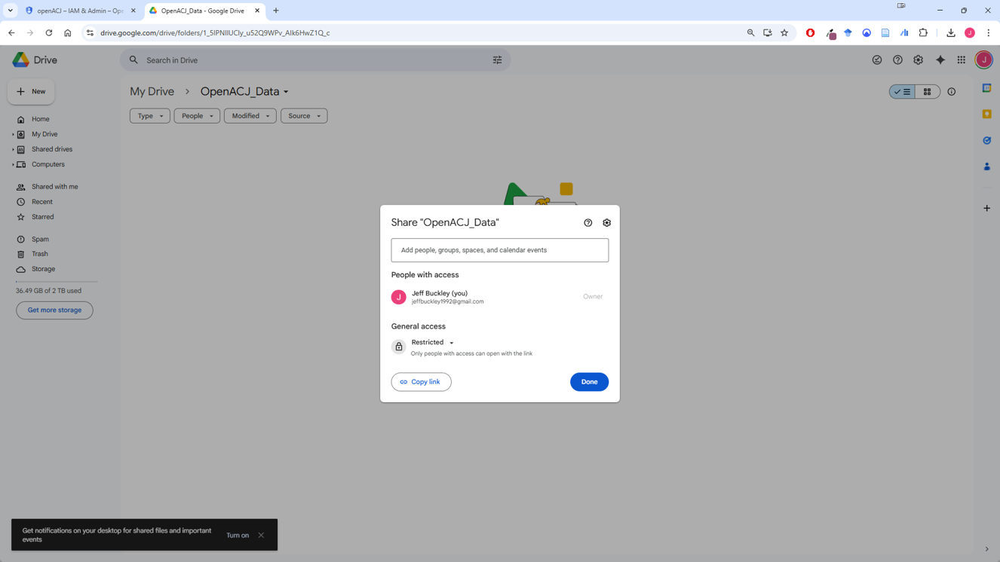 openACJ – IAM & Admin – Ope
OpenACJ_Data - Google Drive
drive.google.com/drive/folders/1_5lPNlIUCly_u52Q9WPv_AIk6HwZ1Q_c
J
Drive
Search in Drive
J
New
My Drive
OpenACJ_Data
Type
People
Modified
Source
Home
My Drive
Shared drives
Computers
Shared with me
Recent
Starred
Spam
Trash
Storage
36.49 GB of 2 TB used
Get more storage
Share "OpenACJ_Data"
Add people, groups, spaces, and calendar events
People with access
J
Jeff Buckley (you)
jeffbuckley1992@gmail.com
Owner
General access
Restricted
Only people with access can open with the link
Copy link
Done
Get notifications on your desktop for shared files and important
events
Turn on